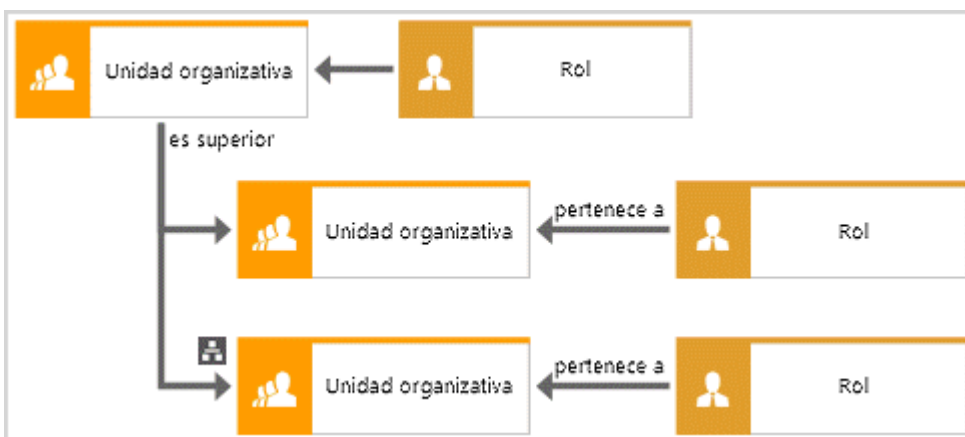 Unidad organizativa
Rol
es superior
Unidad organizativa
pertenece a
Rol
Unidad organizativa
pertenece a
Rol